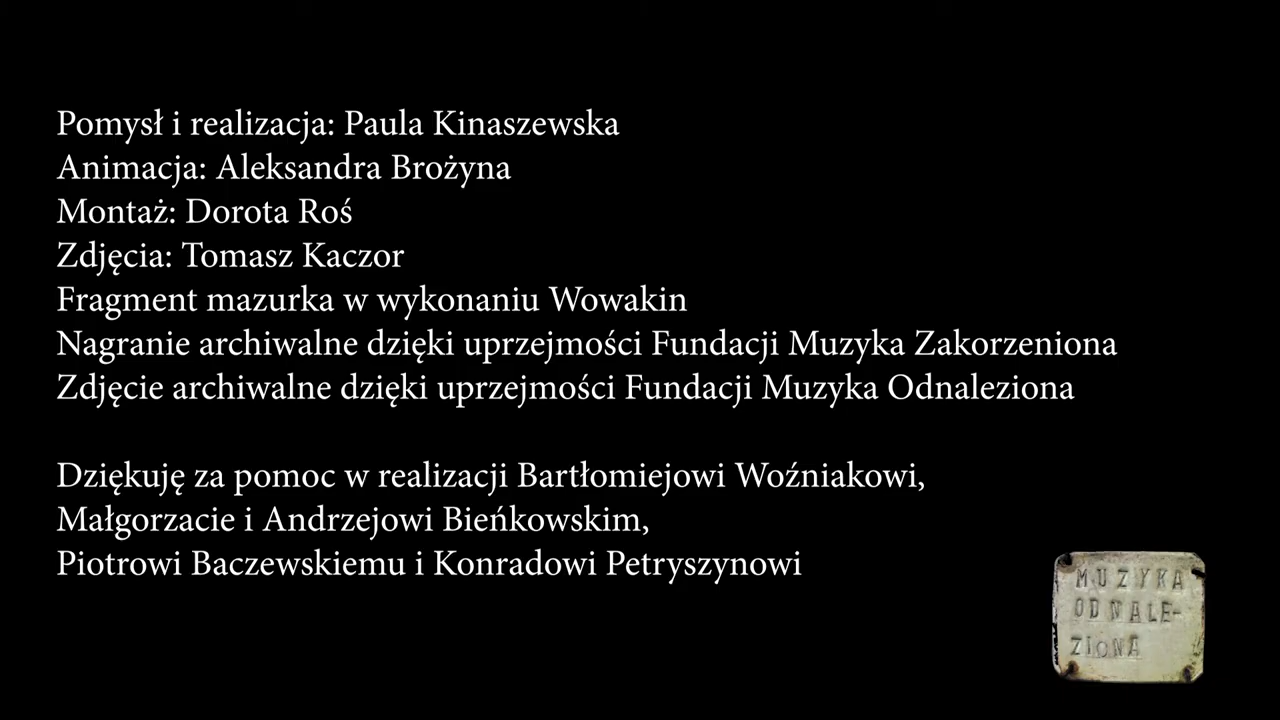 Pomysł i realizacja: Paula Kinaszewska
Animacja: Aleksandra Brożyna
Montaż: Dorota Roś
Zdjęcia: Tomasz Kaczor
Fragment mazurka w wykonaniu Wowakin
Nagranie archiwalne dzięki uprzejmości Fundacji Muzyka Zakorzeniona
Zdjęcie archiwalne dzięki uprzejmości Fundacji Muzyka Odnaleziona
Dziękuję za pomoc w realizacji Bartłomiejowi Woźniakowi,
Małgorzacie i Andrzejowi Bieńkowskim,
Piotrowi Baczewskiemu i Konradowi Petryszynowi
MUZYKA
ODNALE-
ZIONA